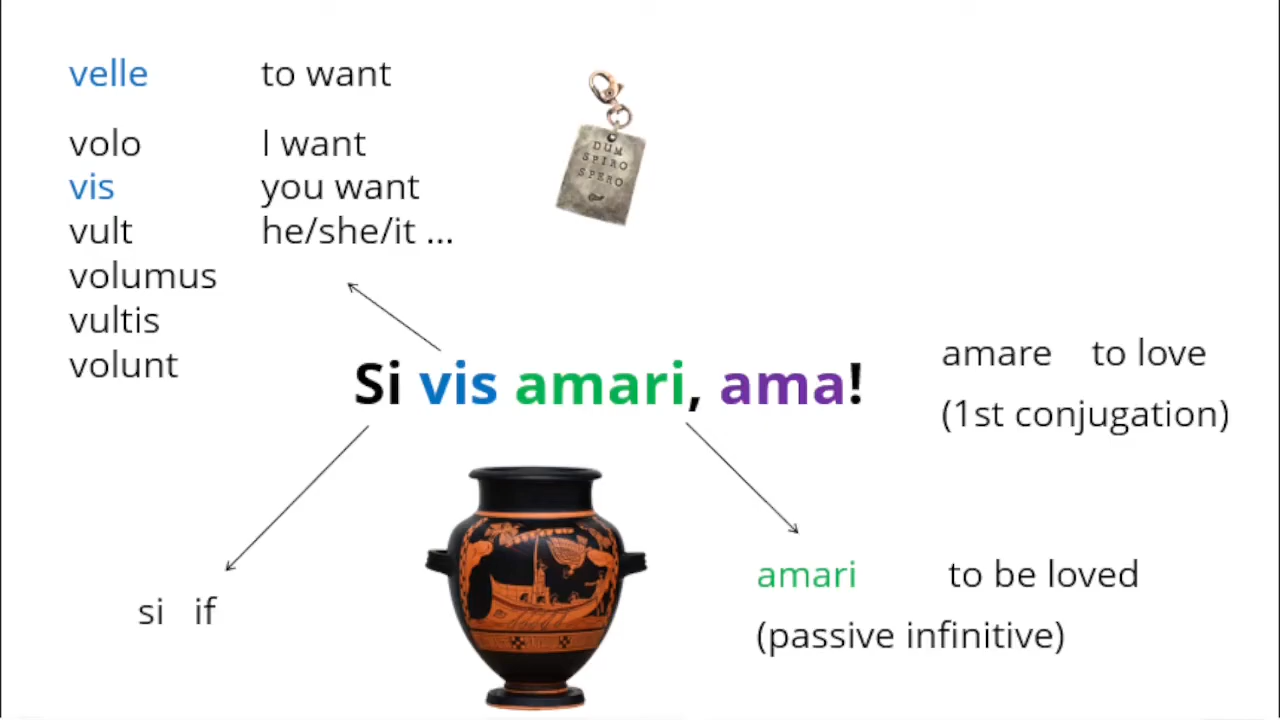 velle to want
volo I want
vis you want
vult he/she/it ...
volumus
vultis
volunt
DUM
SPIRO
SPERO
Si vis amari, ama!
amare to love
(1st conjugation)
si if
amari to be loved
(passive infinitive)